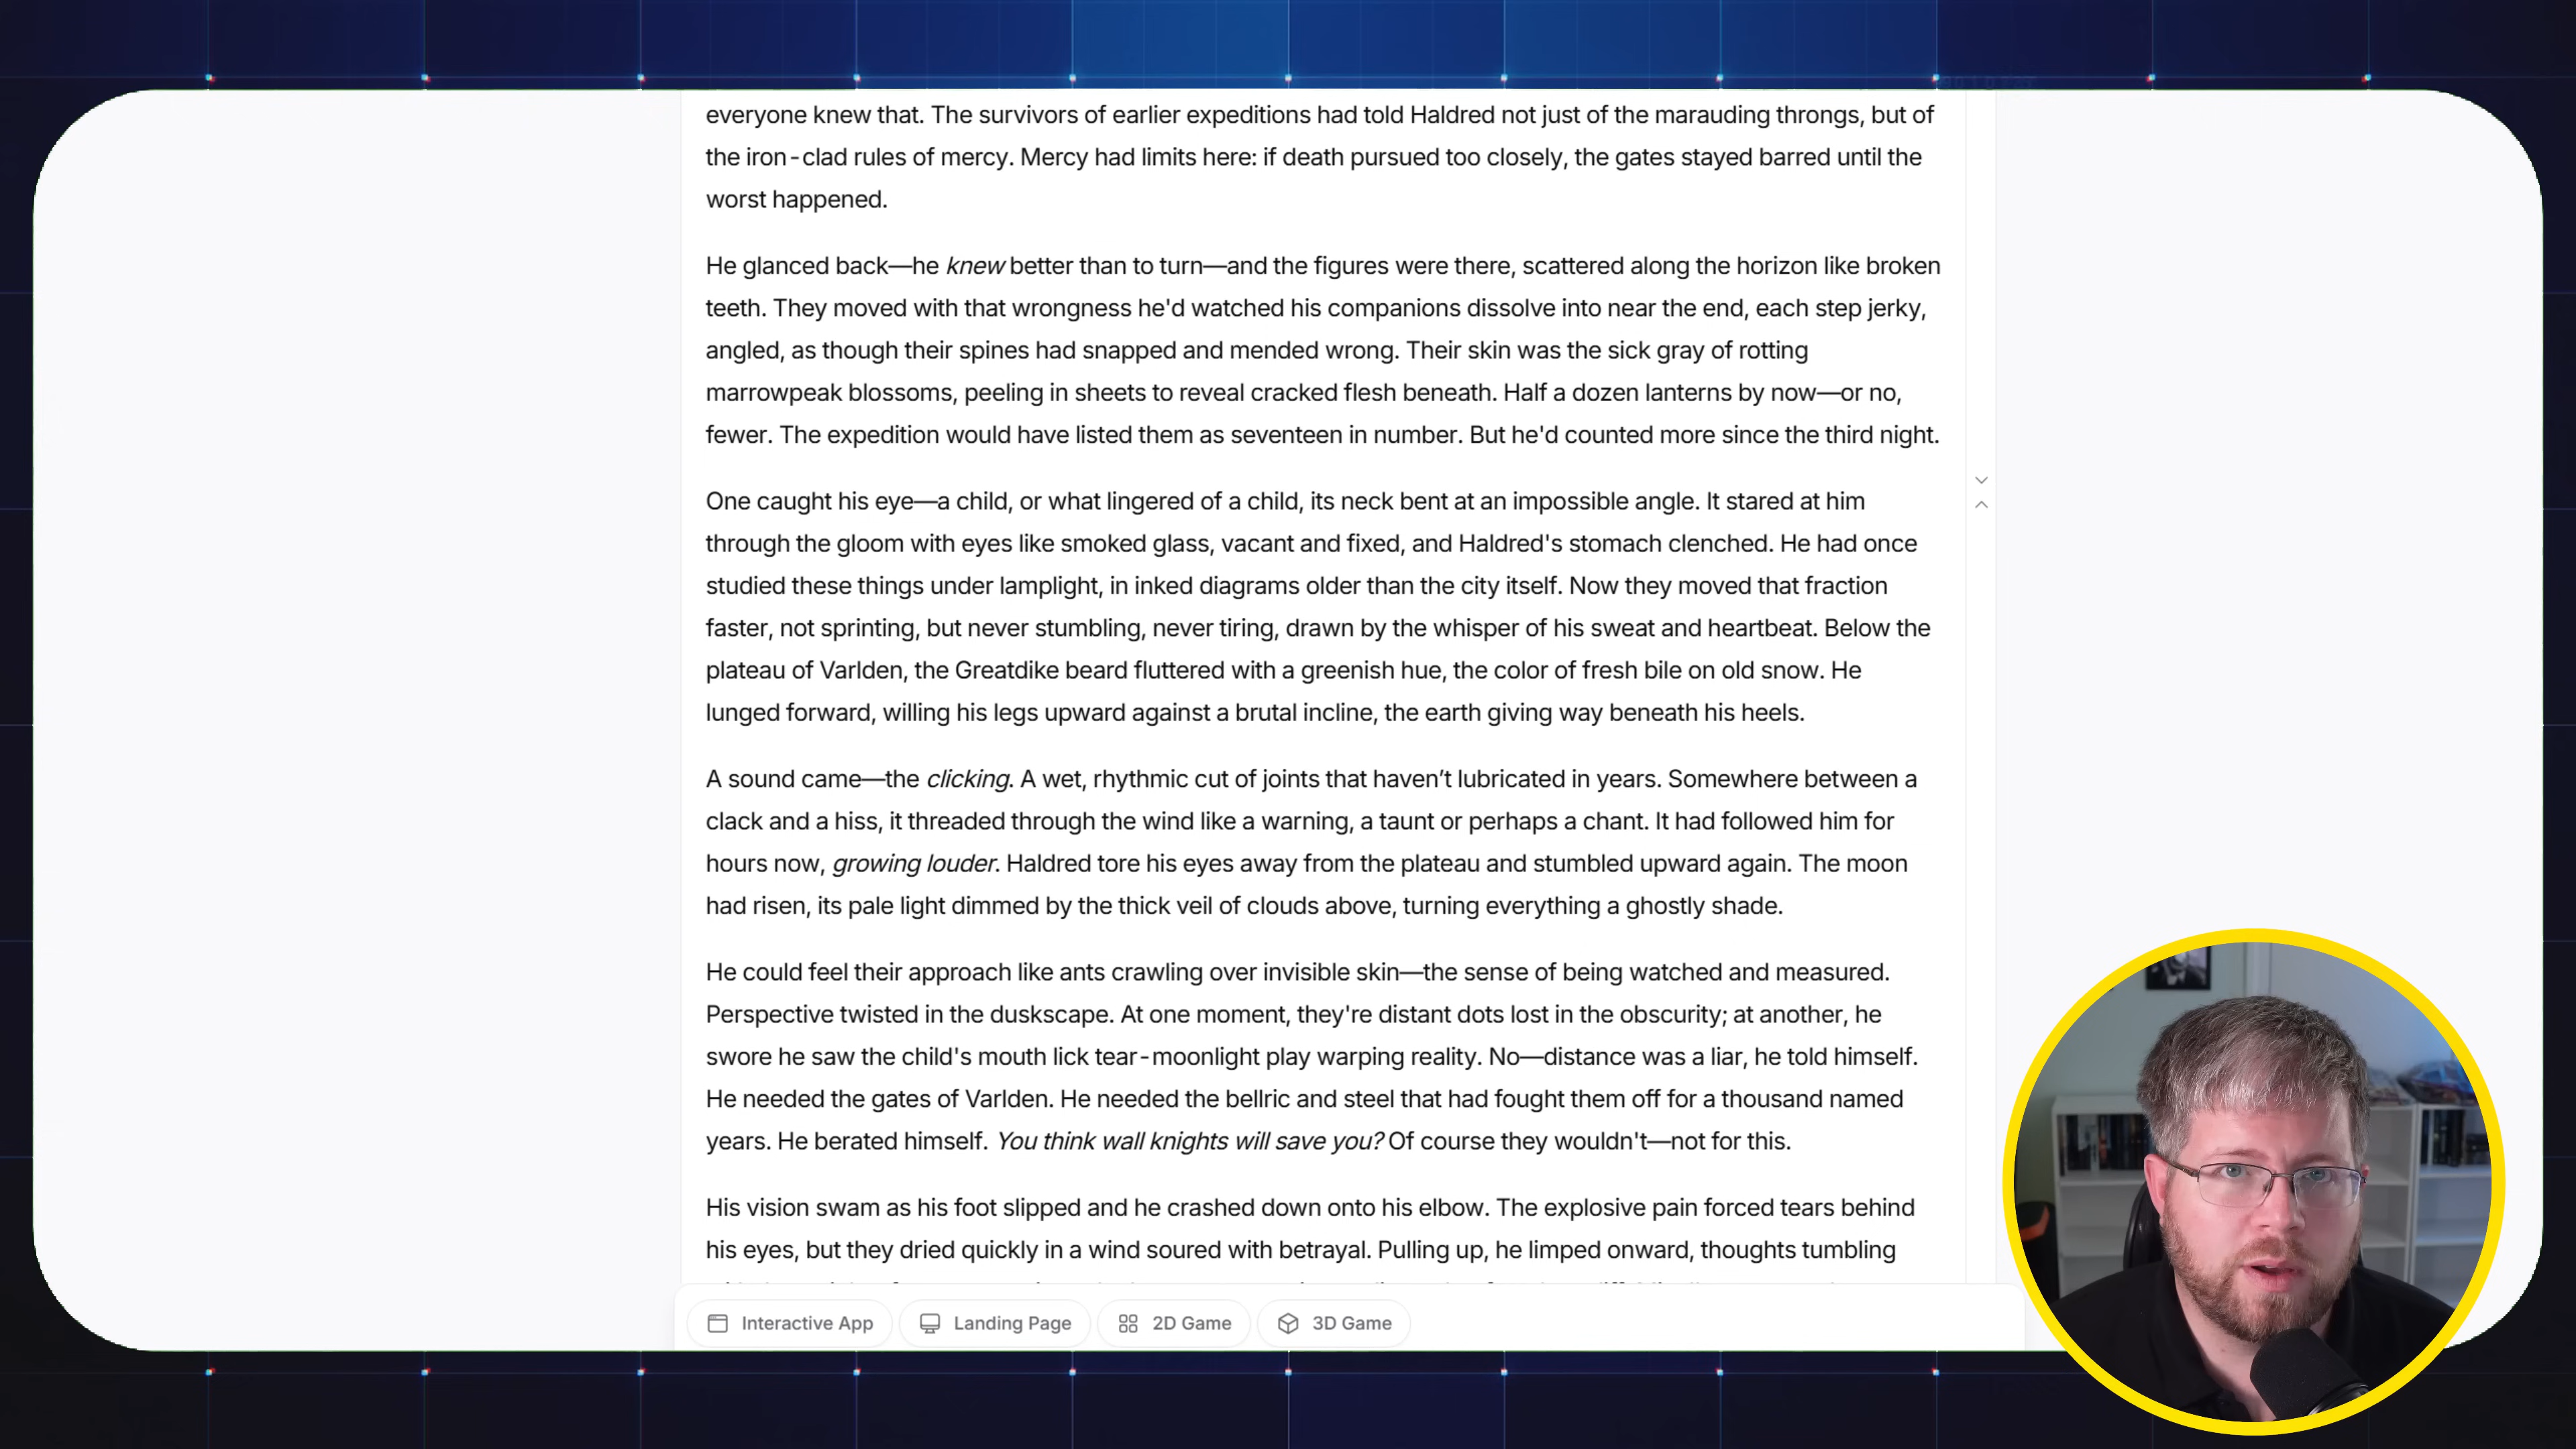 everyone knew that. The survivors of earlier expeditions had told Haldred not just of the marauding throngs, but of
the iron-clad rules of mercy. Mercy had limits here: if death pursued too closely, the gates stayed barred until the
worst happened.
He glanced back—he knew better than to turn—and the figures were there, scattered along the horizon like broken
teeth. They moved with that wrongness he'd watched his companions dissolve into near the end, each step jerky,
angled, as though their spines had snapped and mended wrong. Their skin was the sick gray of rotting
marrowpeak blossoms, peeling in sheets to reveal cracked flesh beneath. Half a dozen lanterns by now—or no,
fewer. The expedition would have listed them as seventeen in number. But he'd counted more since the third night.
One caught his eye—a child, or what lingered of a child, its neck bent at an impossible angle. It stared at him
through the gloom with eyes like smoked glass, vacant and fixed, and Haldred's stomach clenched. He had once
studied these things under lamplight, in inked diagrams older than the city itself. Now they moved that fraction
faster, not sprinting, but never stumbling, never tiring, drawn by the whisper of his sweat and heartbeat. Below the
plateau of Varlden, the Greatdike beard fluttered with a greenish hue, the color of fresh bile on old snow. He
lunged forward, willing his legs upward against a brutal incline, the earth giving way beneath his heels.
A sound came—the clicking. A wet, rhythmic cut of joints that haven’t lubricated in years. Somewhere between a
clack and a hiss, it threaded through the wind like a warning, a taunt or perhaps a chant. It had followed him for
hours now, growing louder. Haldred tore his eyes away from the plateau and stumbled upward again. The moon
had risen, its pale light dimmed by the thick veil of clouds above, turning everything a ghostly shade.
He could feel their approach like ants crawling over invisible skin—the sense of being watched and measured.
Perspective twisted in the duskscape. At one moment, they're distant dots lost in the obscurity; at another, he
swore he saw the child's mouth lick tear-moonlight play warping reality. No—distance was a liar, he told himself.
He needed the gates of Varlden. He needed the bellric and steel that had fought them off for a thousand named
years. He berated himself. You think wall knights will save you? Of course they wouldn't—not for this.
His vision swam as his foot slipped and he crashed down onto his elbow. The explosive pain forced tears behind
his eyes, but they dried quickly in a wind soured with betrayal. Pulling up, he limped onward, thoughts tumbling
Interactive App
Landing Page
2D Game
3D Game